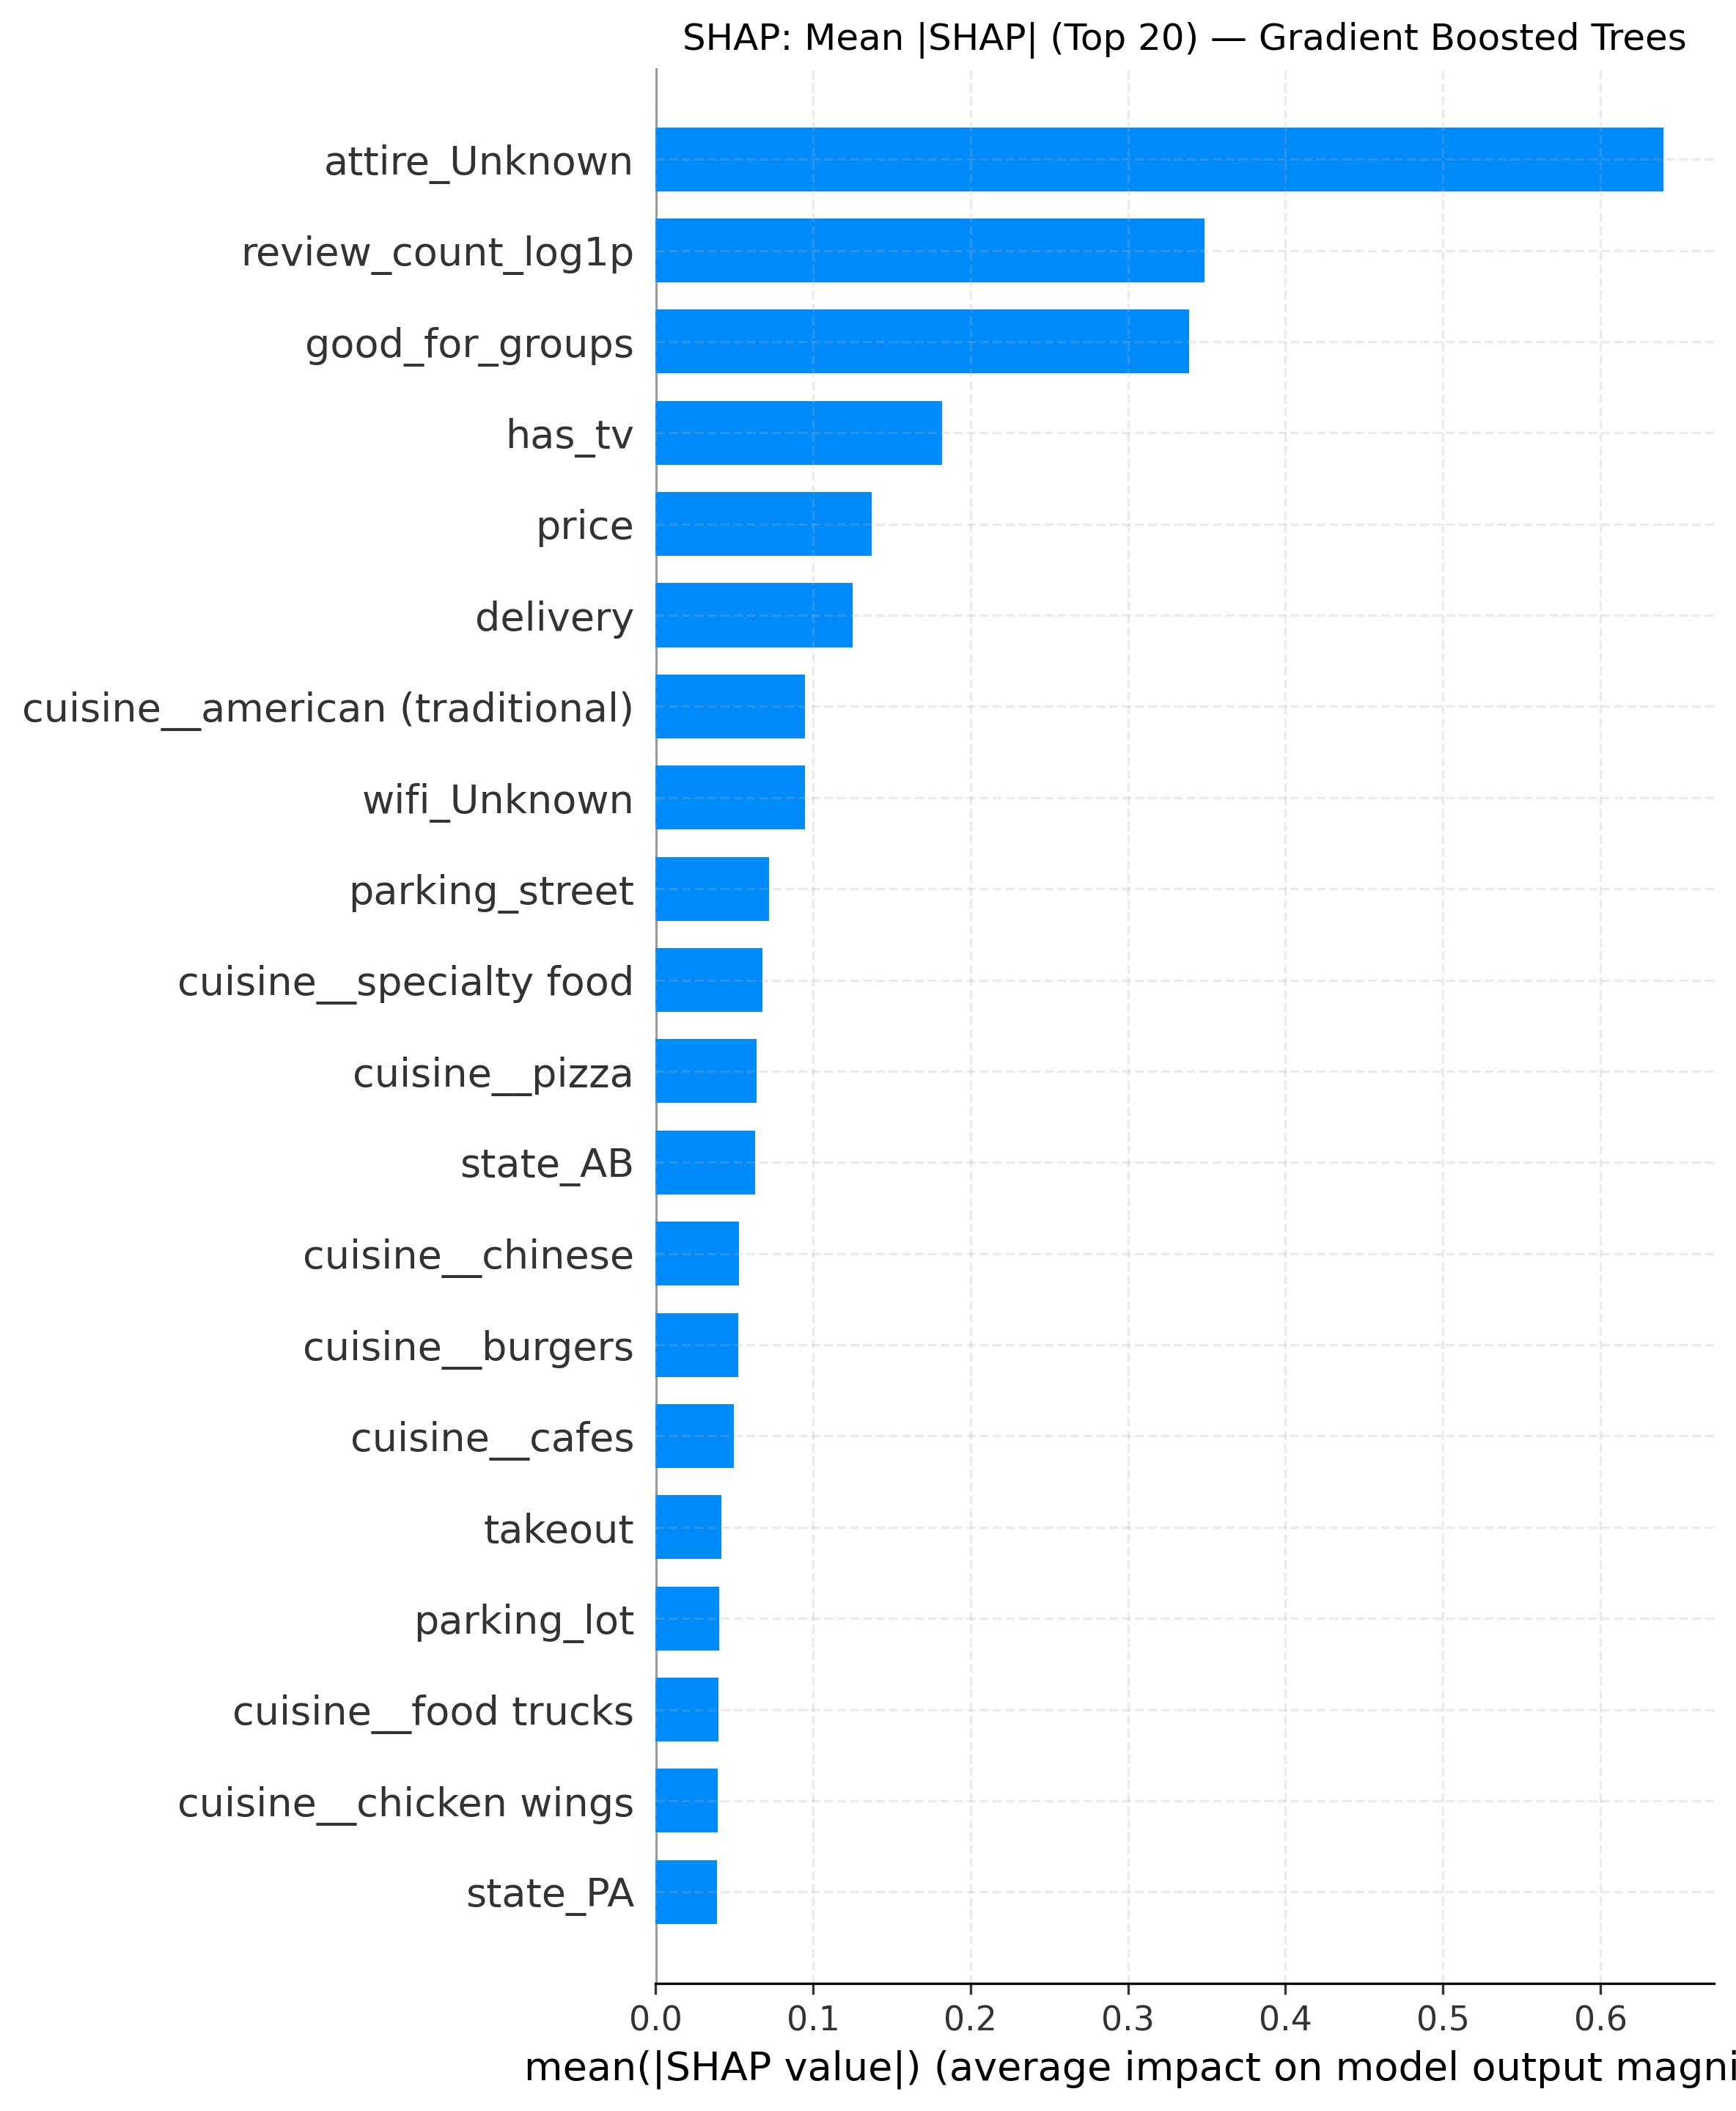 SHAP: Mean |SHAP| (Top 20) — Gradient Boosted Trees
attire_Unknown
review_count_log1p
good_for_groups
has_tv
price
delivery
cuisine__american (traditional)
wifi_Unknown
parking_street
cuisine__specialty food
cuisine__pizza
state_AB
cuisine__chinese
cuisine__burgers
cuisine__cafes
takeout
parking_lot
cuisine__food trucks
cuisine__chicken wings
state_PA
0.0 0.1 0.2 0.3 0.4 0.5 0.6
mean(|SHAP value|) (average impact on model output magni